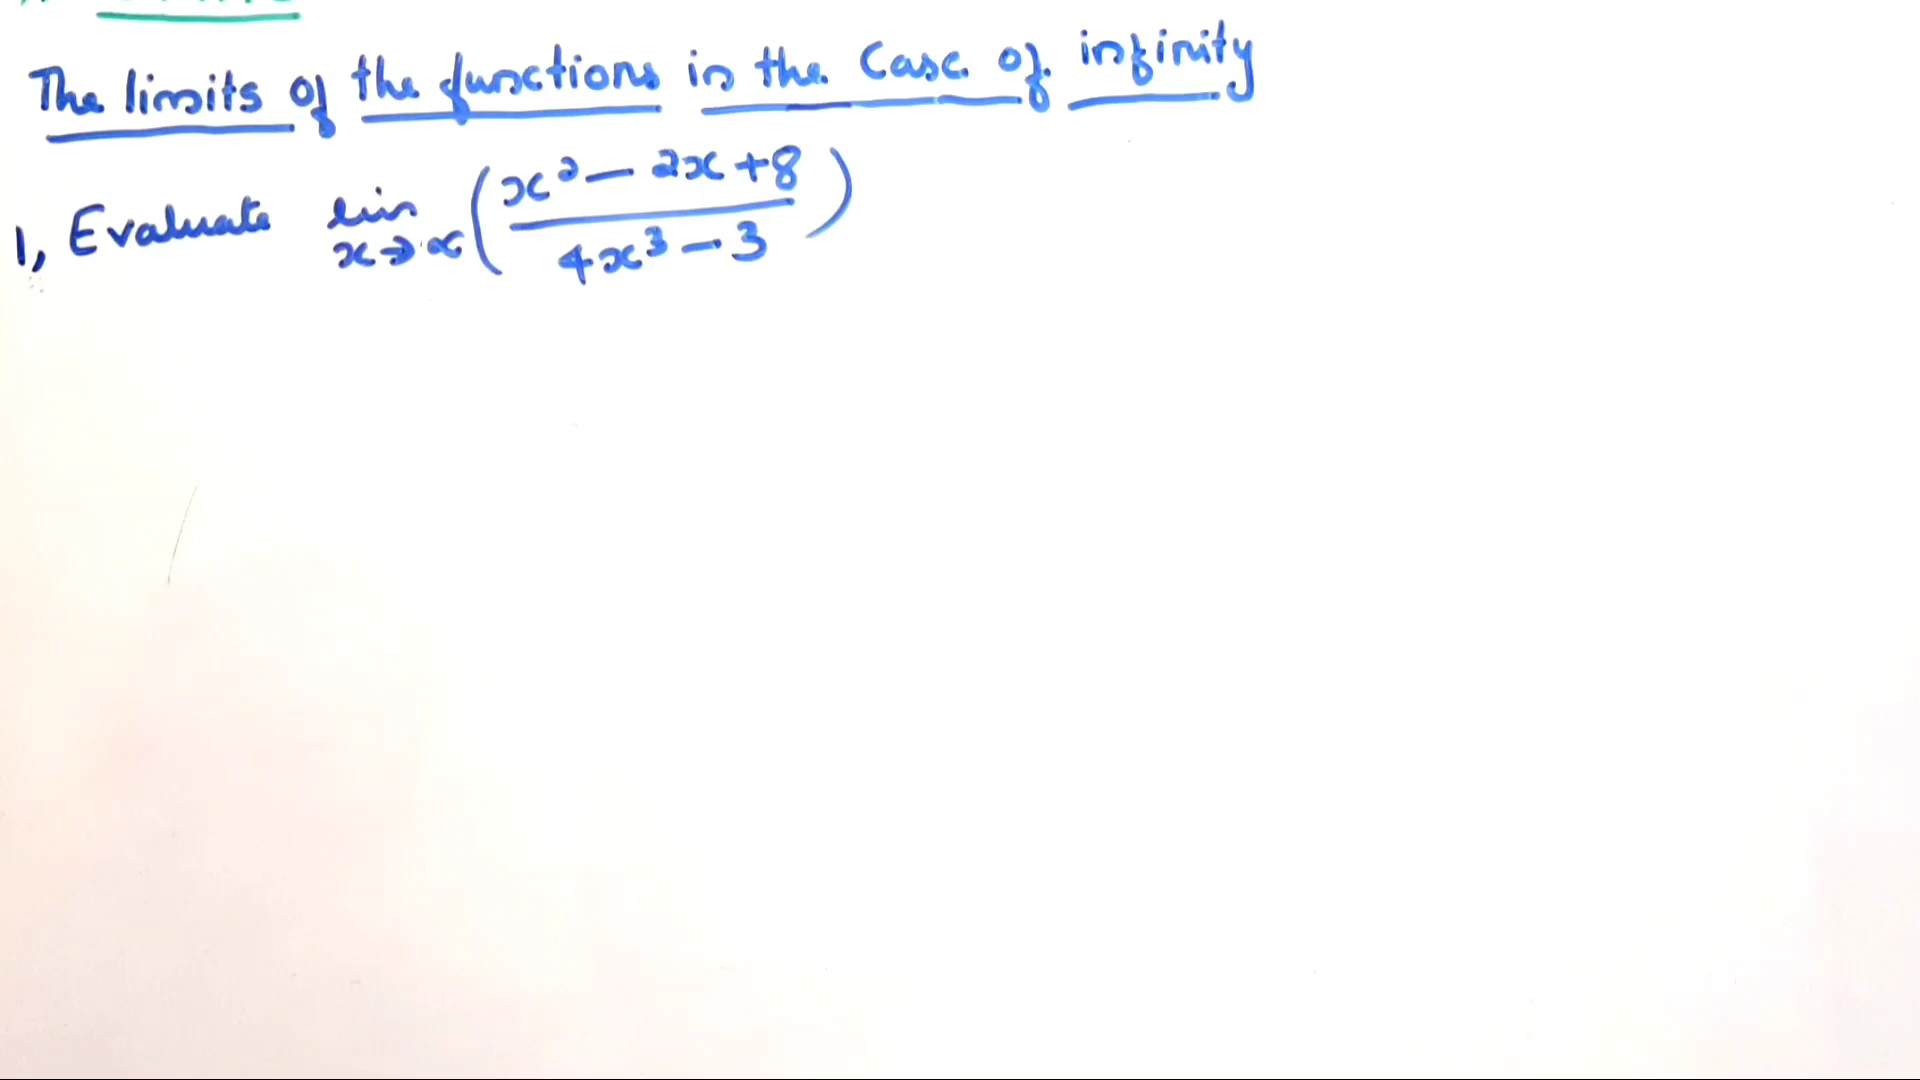 The limits of the functions in the case of infinity
1, Evaluate lim x→∝ (x² - 2x + 8 / 4x³ - 3)